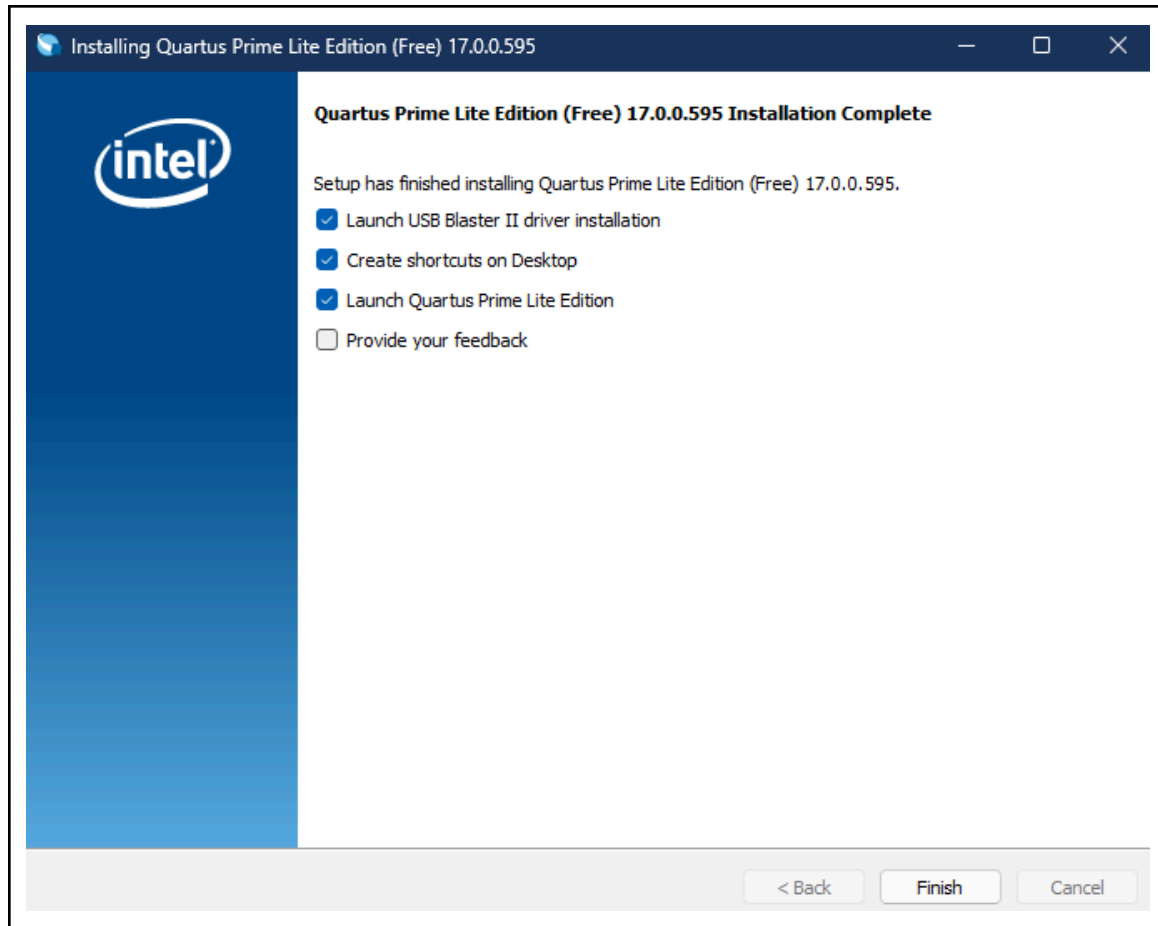 Installing Quartus Prime Lite Edition (Free) 17.0.0.595
intel
Quartus Prime Lite Edition (Free) 17.0.0.595 Installation Complete
Setup has finished installing Quartus Prime Lite Edition (Free) 17.0.0.595.
Launch USB Blaster II driver installation
Create shortcuts on Desktop
Launch Quartus Prime Lite Edition
Provide your feedback
< Back Finish Cancel